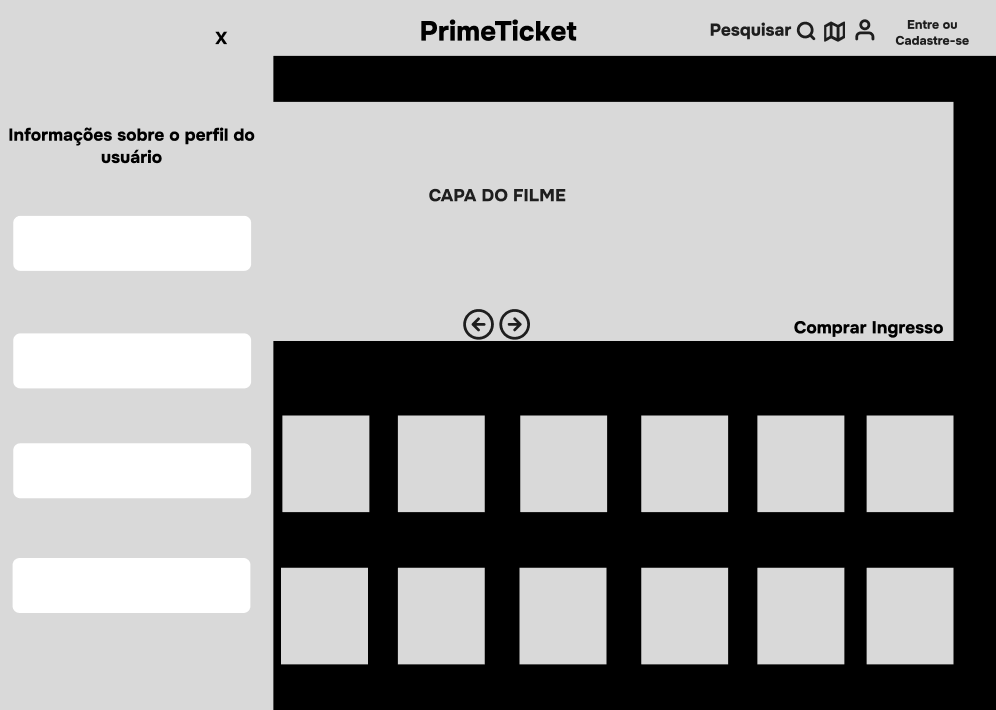 X
PrimeTicket
Pesquisar
Entre ou
Cadastre-se
Informações sobre o perfil do
usuário
CAPA DO FILME
Comprar Ingresso